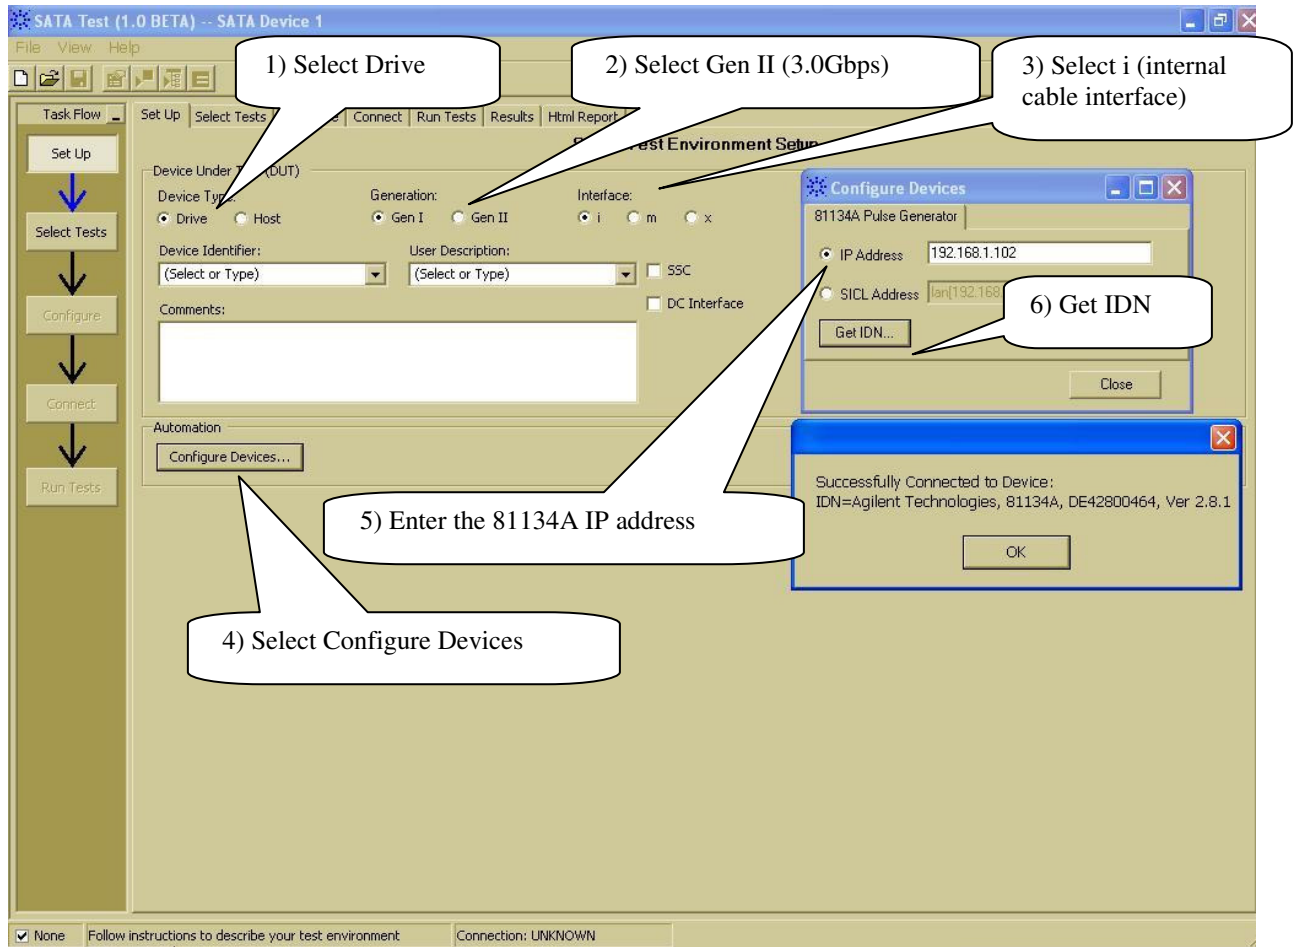 SATA Test (1.0 BETA) -- SATA Device 1
File View Help
1) Select Drive
2) Select Gen II (3.0Gbps)
3) Select i (internal
cable interface)
Task Flow
Set Up
Select Tests
Configure
Connect
Run Tests
Set Up Select Tests Connect Run Tests Results Html Report
Test Environment Setup
Device Under Test (DUT)
Device Type:
Drive Host
Generation:
Gen I Gen II
Interface:
i m x
Device Identifier:
(Select or Type)
User Description:
(Select or Type)
SSC
DC Interface
Comments:
Configure Devices
81134A Pulse Generator
IP Address 192.168.1.102
SICL Address lan[192.168
Get IDN...
6) Get IDN
Close
Automation
Configure Devices...
5) Enter the 81134A IP address
Successfully Connected to Device:
IDN=Agilent Technologies, 81134A, DE42800464, Ver 2.8.1
OK
4) Select Configure Devices
None Follow instructions to describe your test environment Connection: UNKNOWN